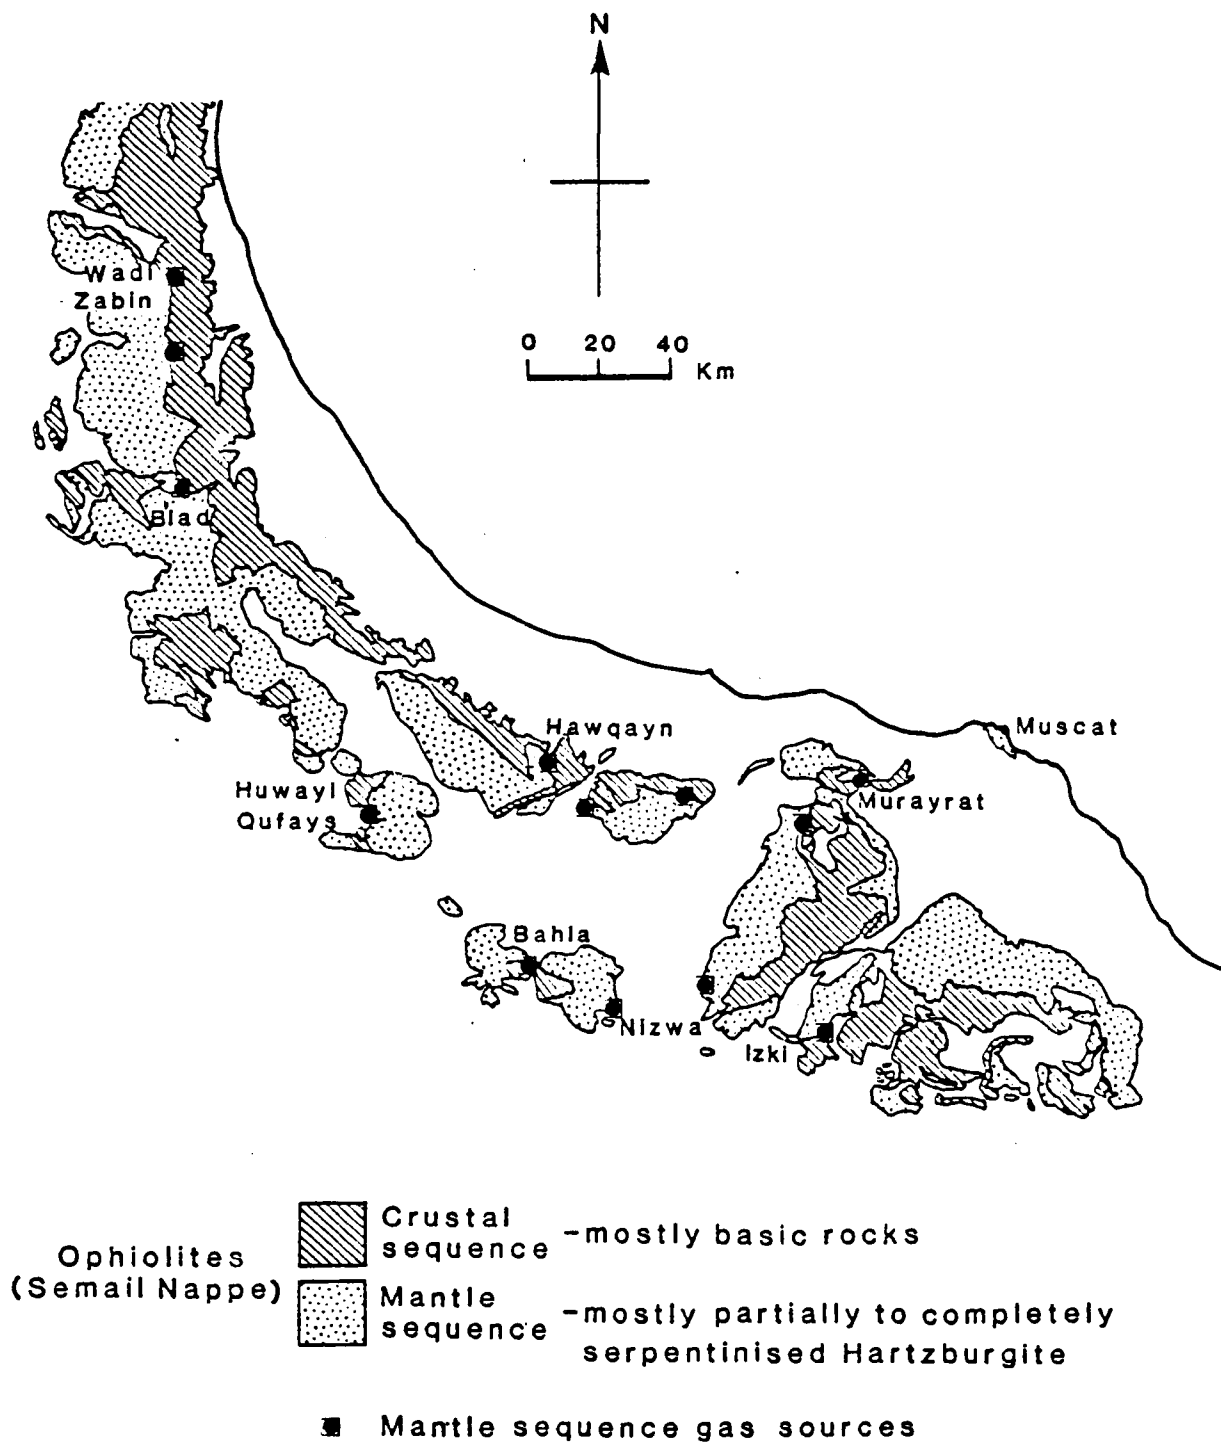 N
Wadi
Zabin
0 20 40
Km
Blad
Hawqayn
Muscat
Huwayl
Qufays
Murayrat
Bahla
Nizwa
Izki
Ophiolites
(Semail Nappe)
Crustal
sequence
-mostly basic rocks
Mantle
sequence
-mostly partially to completely
serpentinised Hartzburgite
Mantle sequence gas sources